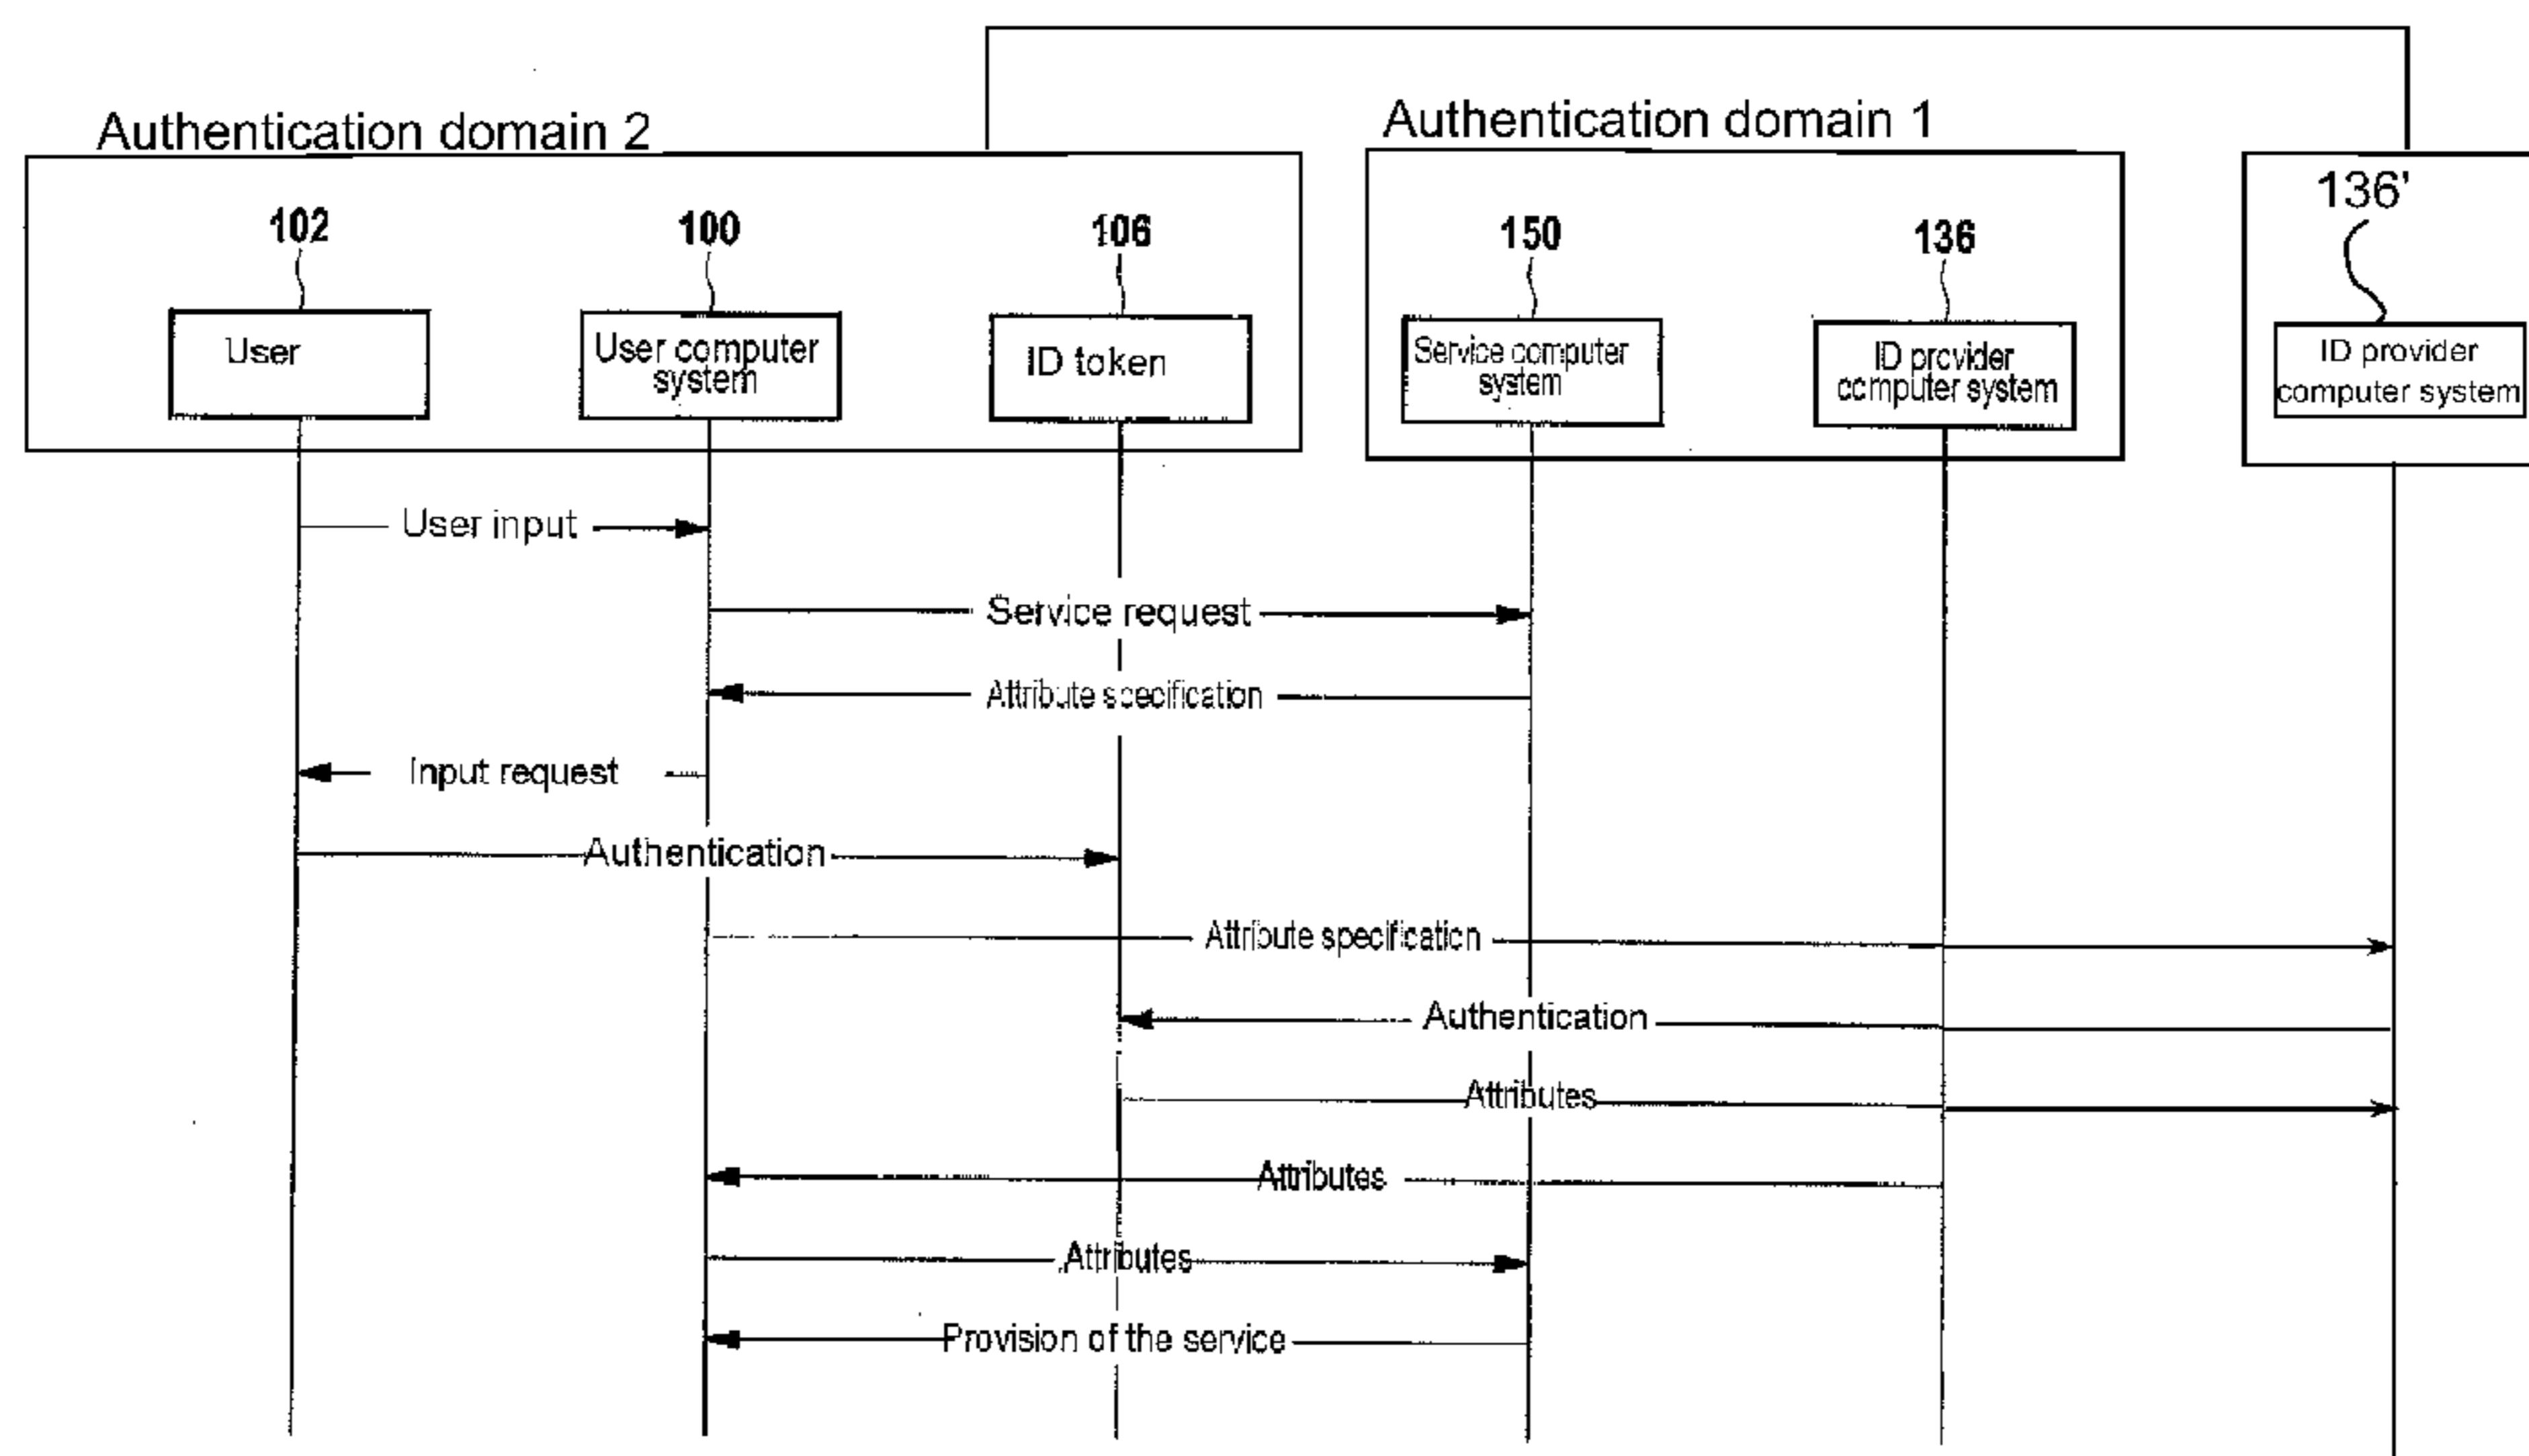 Authentication domain 2
Authentication domain 1
136'
102
100
106
150
136
User
User computer
system
ID token
Service computer
system
ID provider
computer system
ID provider
computer system
User input
Service request
Attribute specification
Input request
Authentication
Attribute specification
Authentication
Attributes
Attributes
Attributes
Provision of the service